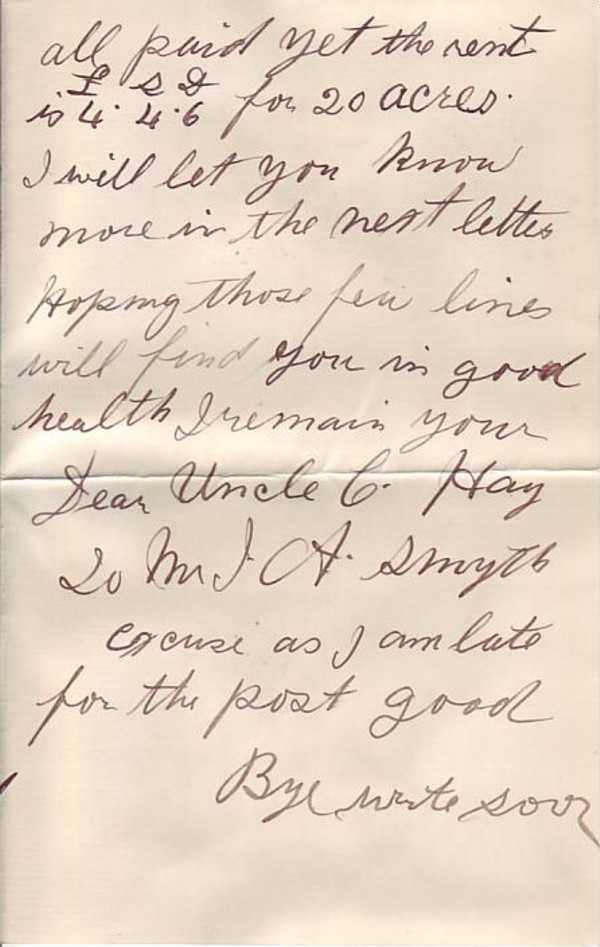 all paid yet the rent
£ S D
is 4. 4.6 for 20 acres.
I will let you know
more in the next letter
Hoping those few lines
will find you in good
health I remain your
Dear Uncle C. Hay
To Mr J. A. Smyth
excuse as I am late
for the post good
Bye write soon